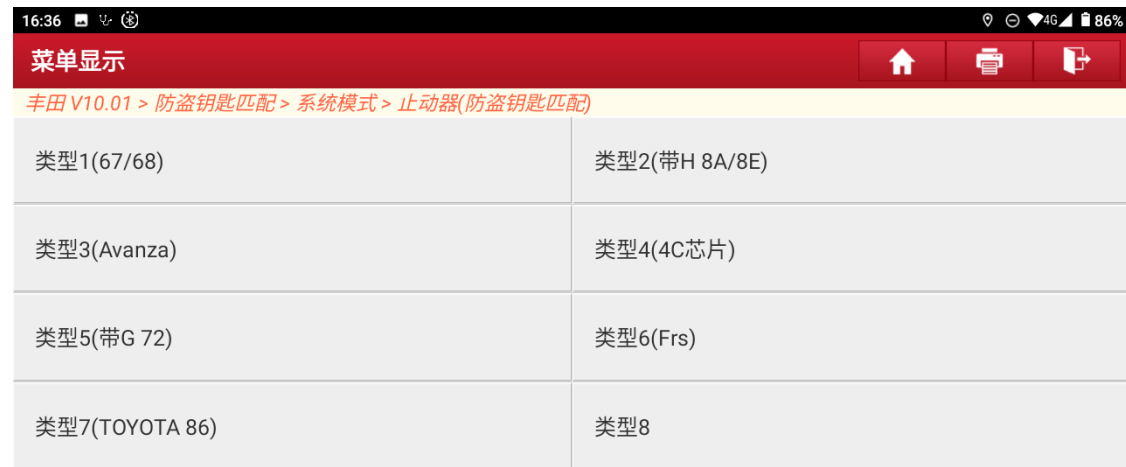 16:36 4G 86%
菜单显示
丰田 V10.01 > 防盗钥匙匹配 > 系统模式 > 止动器(防盗钥匙匹配)
类型1(67/68) 类型2(带H 8A/8E)
类型3(Avanza) 类型4(4C芯片)
类型5(带G 72) 类型6(Frs)
类型7(TOYOTA 86) 类型8